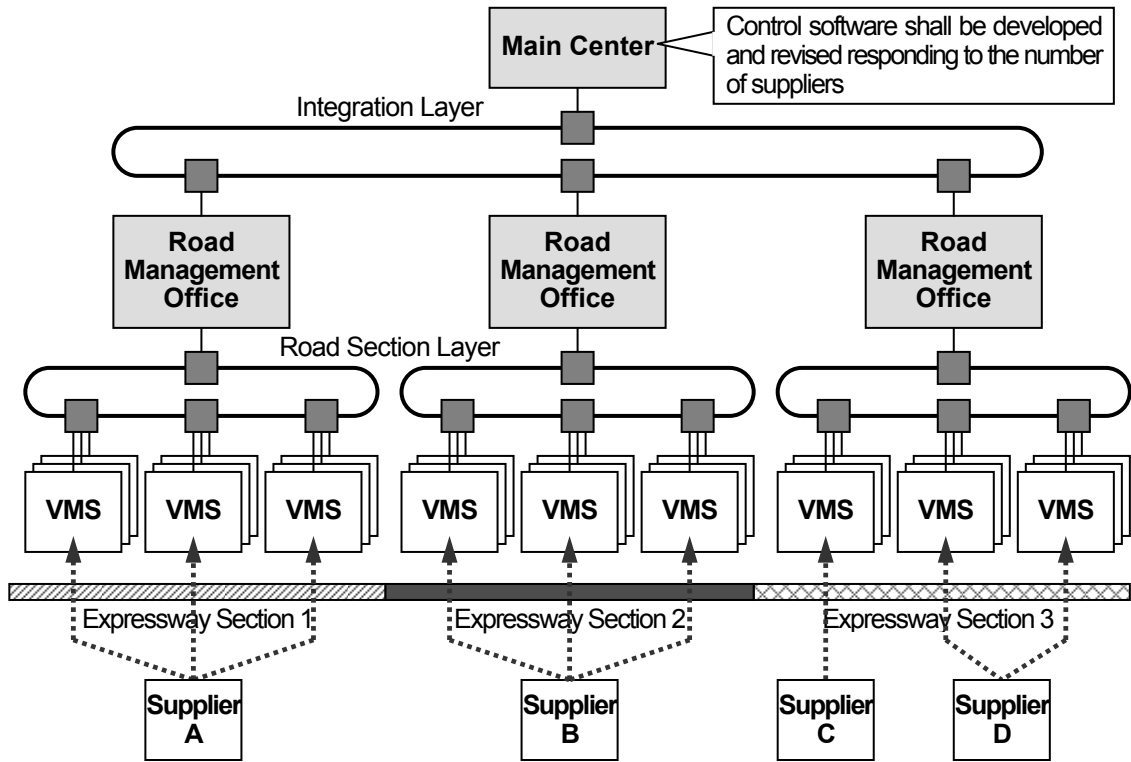 Main Center
Control software shall be developed
and revised responding to the number
of suppliers
Integration Layer
Road
Management
Office
Road
Management
Office
Road
Management
Office
Road Section Layer
VMS
VMS
VMS
VMS
VMS
VMS
VMS
VMS
VMS
Expressway Section 1
Expressway Section 2
Expressway Section 3
Supplier
A
Supplier
B
Supplier
C
Supplier
D